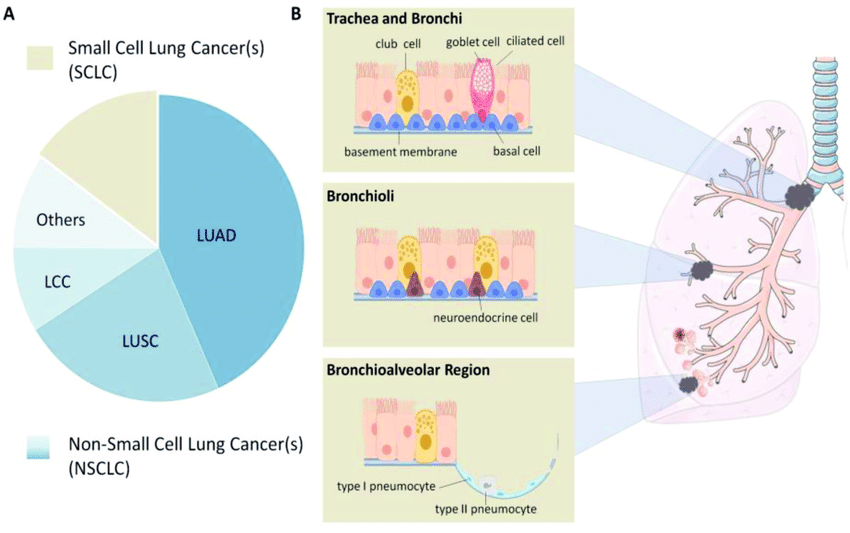 A
Small Cell Lung Cancer(s)
(SCLC)
Others
LUAD
LCC
LUSC
Non-Small Cell Lung Cancer(s)
(NSCLC)
B
Trachea and Bronchi
club cell
goblet cell
ciliated cell
basement membrane
basal cell
Bronchioli
neuroendocrine cell
Bronchioalveolar Region
type I pneumocyte
type II pneumocyte